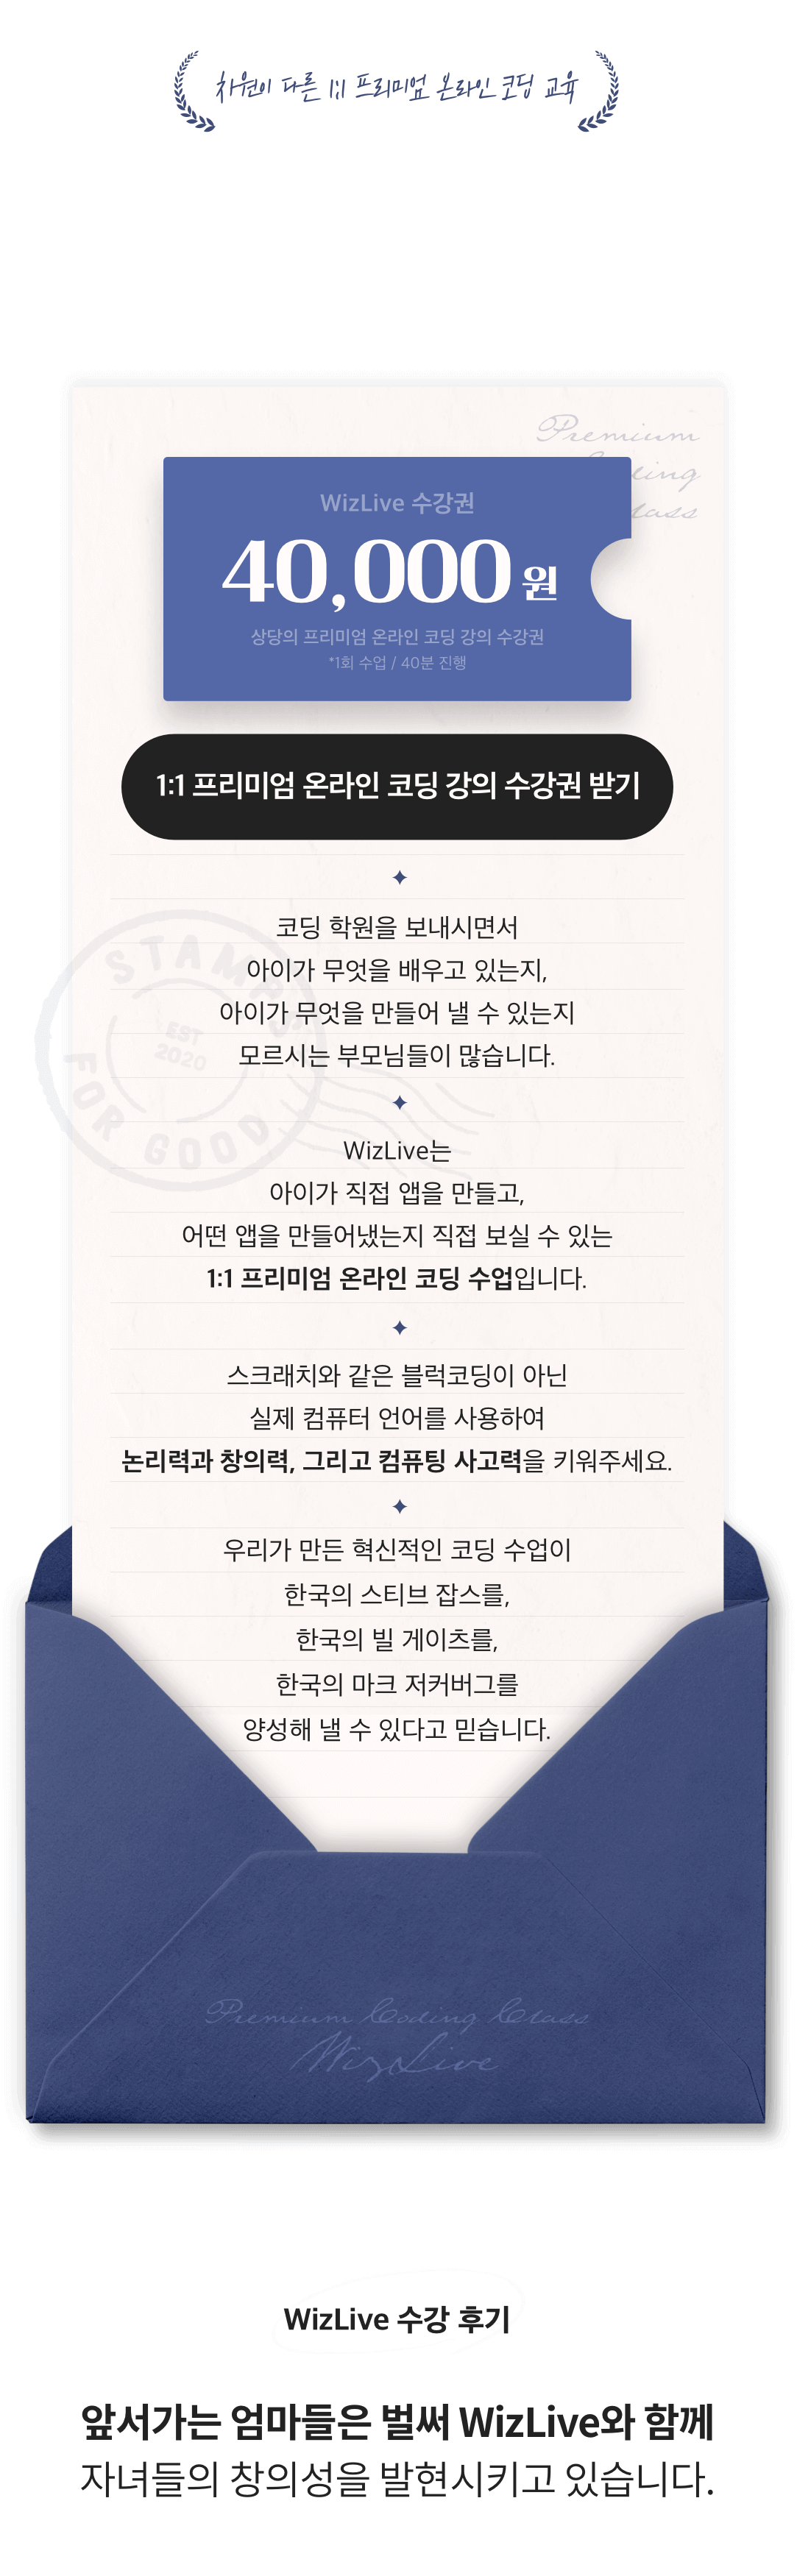 차원이 다른 1:1 프리미엄 온라인 코딩 교육
Premium
WizLive 수강권
40,000 원
상당의 프리미엄 온라인 코딩 강의 수강권
*1회 수업 / 40분 진행
1:1 프리미엄 온라인 코딩 강의 수강권 받기
코딩 학원을 보내시면서
아이가 무엇을 배우고 있는지,
아이가 무엇을 만들어 낼 수 있는지
모르시는 부모님들이 많습니다.
STAMPS
EST
2020
FOR GOOD
WizLive는
아이가 직접 앱을 만들고,
어떤 앱을 만들어냈는지 직접 보실 수 있는
1:1 프리미엄 온라인 코딩 수업입니다.
스크래치와 같은 블럭코딩이 아닌
실제 컴퓨터 언어를 사용하여
논리력과 창의력, 그리고 컴퓨팅 사고력을 키워주세요.
우리가 만든 혁신적인 코딩 수업이
한국의 스티브 잡스를,
한국의 빌 게이츠를,
한국의 마크 저커버그를
양성해 낼 수 있다고 믿습니다.
Premium Coding Class
WizLive
WizLive 수강 후기
앞서가는 엄마들은 벌써 WizLive와 함께
자녀들의 창의성을 발현시키고 있습니다.